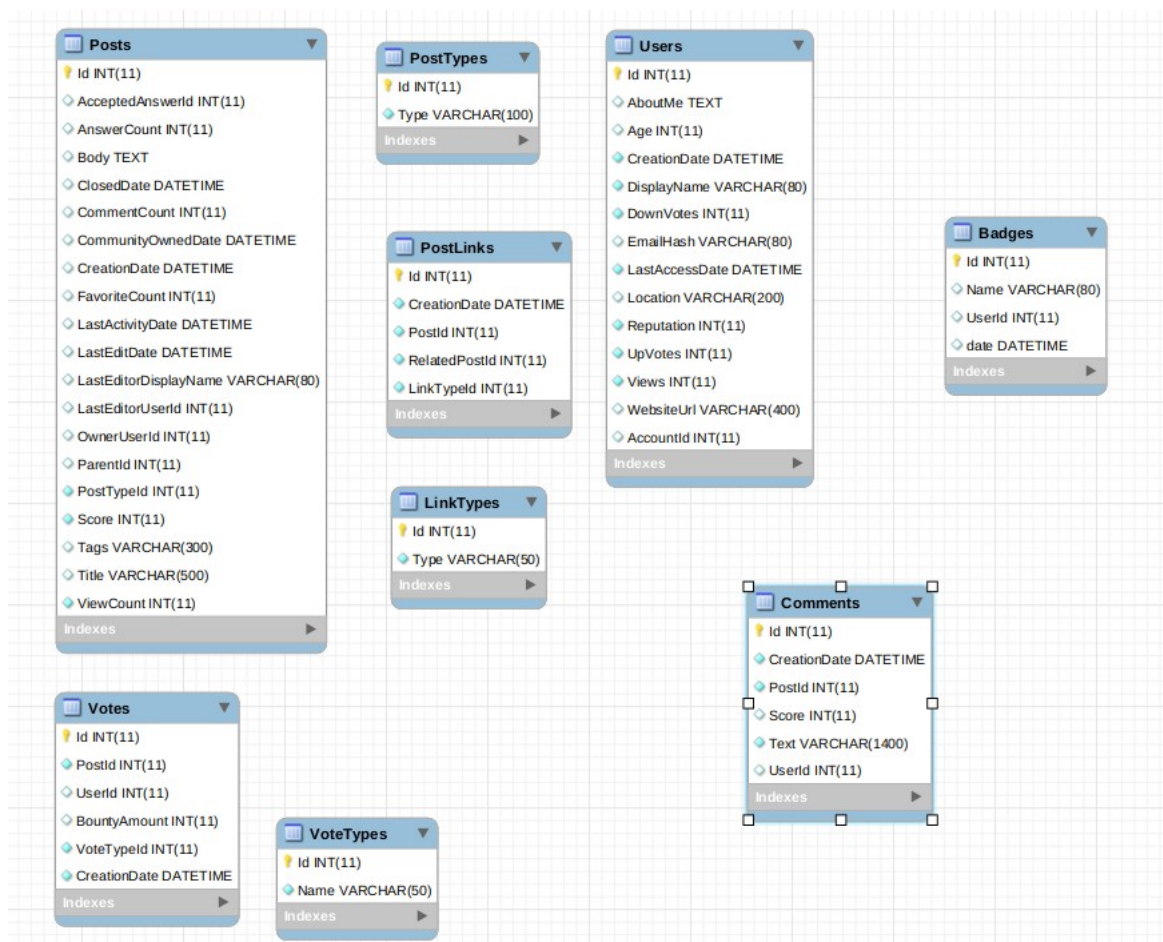 Posts
Id INT(11)
AcceptedAnswerId INT(11)
AnswerCount INT(11)
Body TEXT
ClosedDate DATETIME
CommentCount INT(11)
CommunityOwnedDate DATETIME
CreationDate DATETIME
FavoriteCount INT(11)
LastActivityDate DATETIME
LastEditDate DATETIME
LastEditorDisplayName VARCHAR(80)
LastEditorUserId INT(11)
OwnerUserId INT(11)
ParentId INT(11)
PostTypeId INT(11)
Score INT(11)
Tags VARCHAR(300)
Title VARCHAR(500)
ViewCount INT(11)
Indexes
PostTypes
Id INT(11)
Type VARCHAR(100)
Indexes
PostLinks
Id INT(11)
CreationDate DATETIME
PostId INT(11)
RelatedPostId INT(11)
LinkTypeId INT(11)
Indexes
LinkTypes
Id INT(11)
Type VARCHAR(50)
Indexes
Users
Id INT(11)
AboutMe TEXT
Age INT(11)
CreationDate DATETIME
DisplayName VARCHAR(80)
DownVotes INT(11)
EmailHash VARCHAR(80)
LastAccessDate DATETIME
Location VARCHAR(200)
Reputation INT(11)
UpVotes INT(11)
Views INT(11)
WebsiteUrl VARCHAR(400)
AccountId INT(11)
Indexes
Badges
Id INT(11)
Name VARCHAR(80)
UserId INT(11)
date DATETIME
Indexes
Comments
Id INT(11)
CreationDate DATETIME
PostId INT(11)
Score INT(11)
Text VARCHAR(1400)
UserId INT(11)
Indexes
Votes
Id INT(11)
PostId INT(11)
UserId INT(11)
BountyAmount INT(11)
VoteTypeId INT(11)
CreationDate DATETIME
Indexes
VoteTypes
Id INT(11)
Name VARCHAR(50)
Indexes